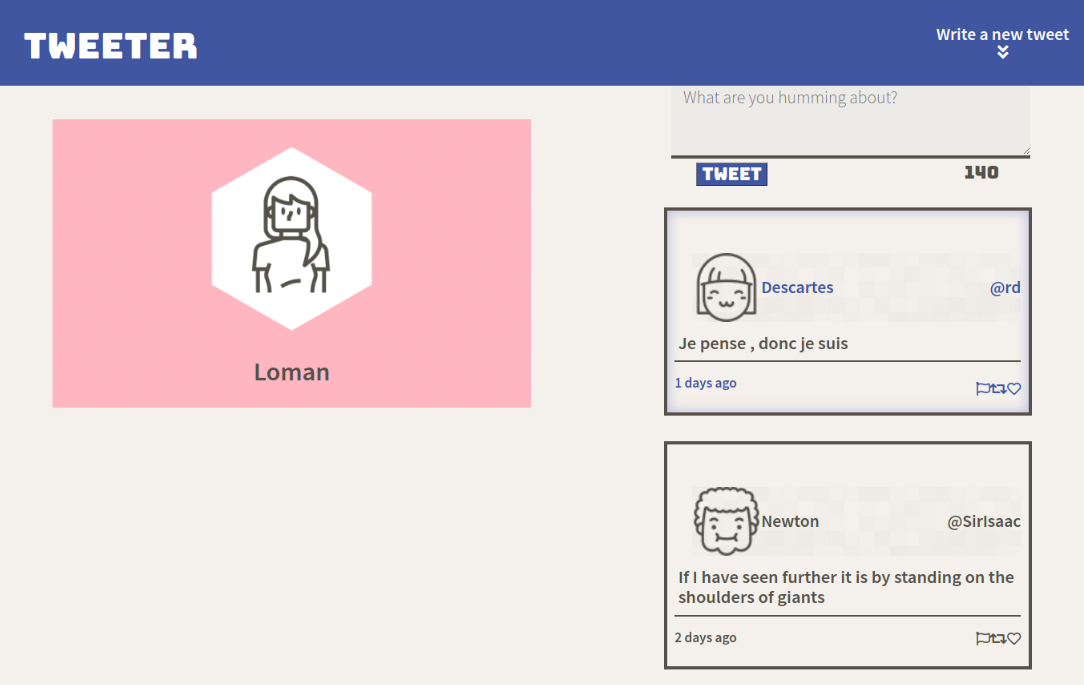 TWEETER
Write a new tweet
What are you humming about?
TWEET
140
Loman
Descartes
@rd
Je pense , donc je suis
1 days ago
Newton
@SirIsaac
If I have seen further it is by standing on the
shoulders of giants
2 days ago